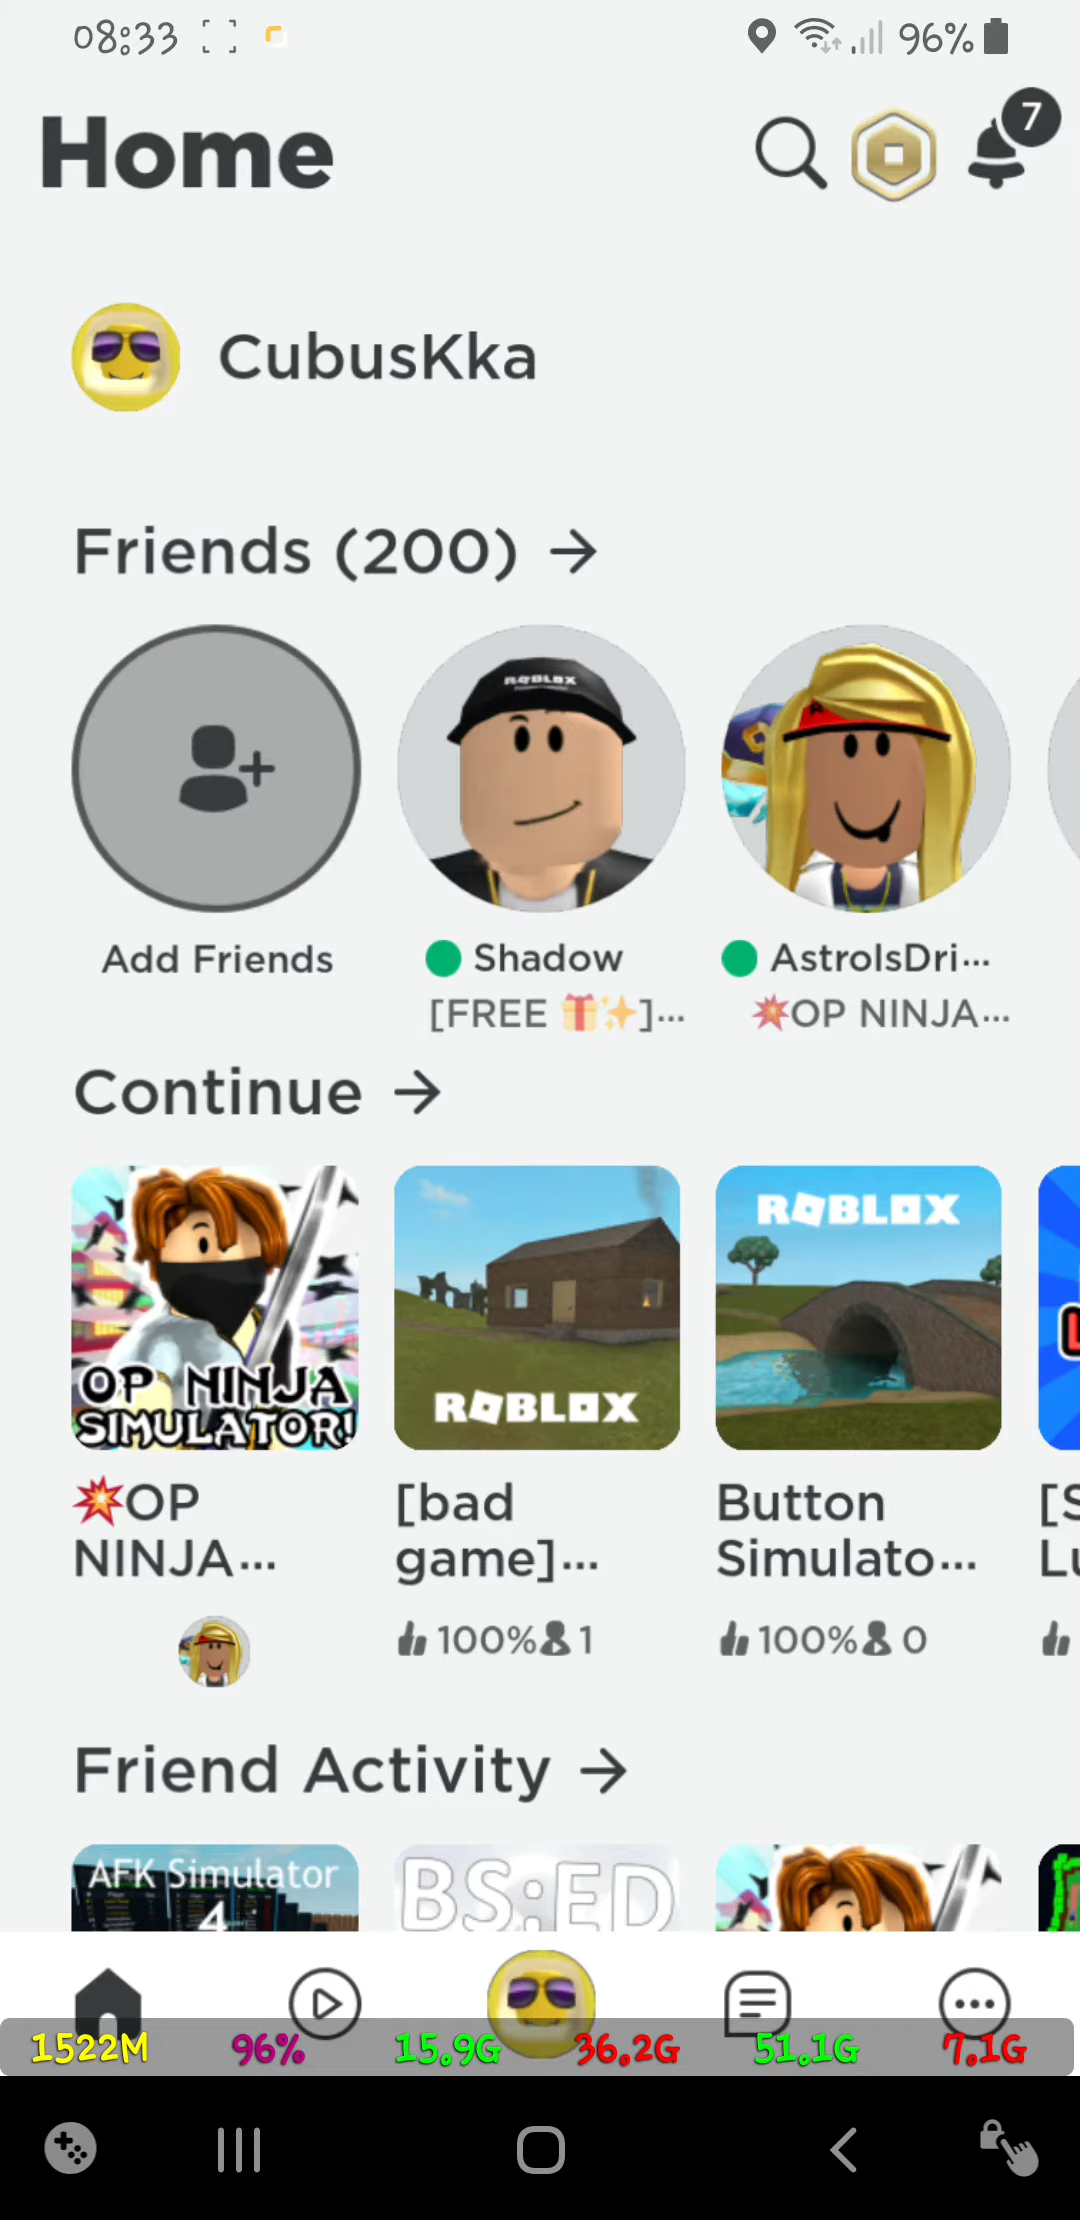 08:33
96%
Home
7
CubusKka
Friends (200) →
ROBLOX
Add Friends
Shadow
AstroIsDri...
[FREE 🎁✨]...
💥OP NINJA...
Continue →
OP NINJA
SIMULATOR!
ROBLOX
ROBLOX
L
💥OP
NINJA...
[bad
game]...
Button
Simulato...
[S
Lu
100% 1
100% 0
Friend Activity →
AFK Simulator
4
BS:ED
1522M 96% 15.9G 36.2G 51.1G 7.1G